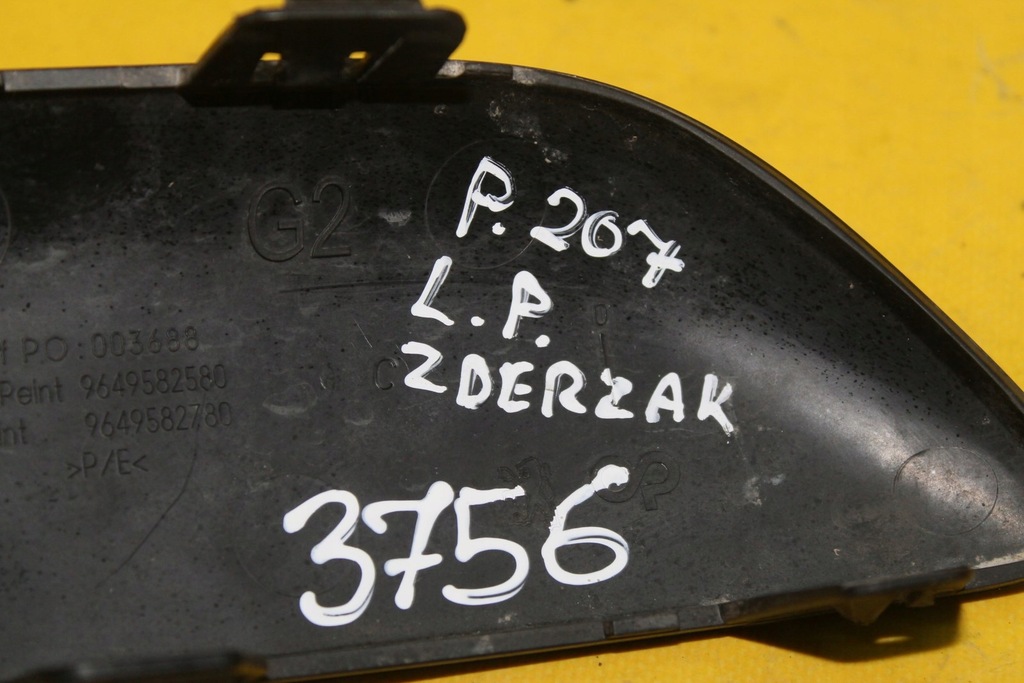 G2
P. 207
L. P.
ZDERZAK
P.O: 003688
Peint 9649582580
9649582780
>P/E<
3756